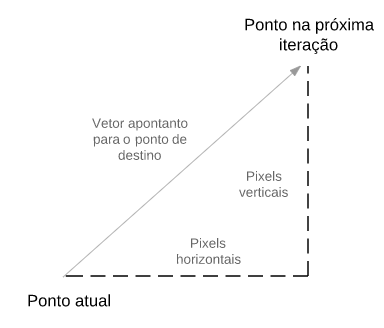 Ponto na próxima
iteração
Vetor apontanto
para o ponto de
destino
Pixels
verticais
Pixels
horizontais
Ponto atual